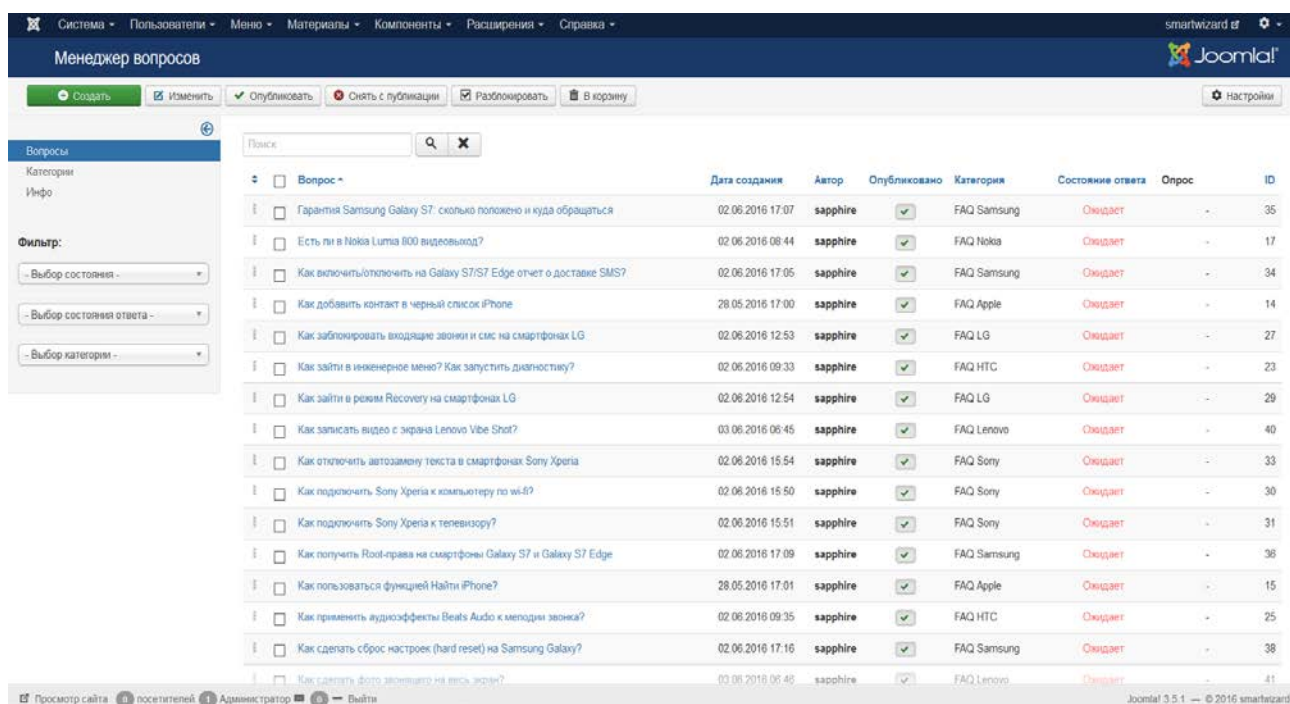 Система Пользователи Меню Материалы Компоненты Расширения Справка smartwizard
Менеджер вопросов Joomla!
Создать Изменить Опубликовать Снять с публикации Разблокировать В корзину Настройки
Вопросы
Категории
Инфо
Фильтр:
- Выбор состояния -
- Выбор состояния ответа -
- Выбор категории -
Поиск
Вопрос Дата создания Автор Опубликовано Категория Состояние ответа Опрос ID
Гарантия Samsung Galaxy S7: сколько положено и куда обращаться 02.06.2016 17:07 sapphire FAQ Samsung Ожидает - 35
Есть ли в Nokia Lumia 800 видеовыход? 02.06.2016 08:44 sapphire FAQ Nokia Ожидает - 17
Как включить/отключить на Galaxy S7/S7 Edge отчет о доставке SMS? 02.06.2016 17:05 sapphire FAQ Samsung Ожидает - 34
Как добавить контакт в черный список iPhone 28.05.2016 17:00 sapphire FAQ Apple Ожидает - 14
Как заблокировать входящие звонки и смс на смартфонах LG 02.06.2016 12:53 sapphire FAQ LG Ожидает - 27
Как зайти в инженерное меню? Как запустить диагностику? 02.06.2016 09:33 sapphire FAQ HTC Ожидает - 23
Как зайти в режим Recovery на смартфонах LG 02.06.2016 12:54 sapphire FAQ LG Ожидает - 29
Как записать видео с экрана Lenovo Vibe Shot? 03.06.2016 06:45 sapphire FAQ Lenovo Ожидает - 40
Как отключить автозамену текста в смартфонах Sony Xperia 02.06.2016 15:54 sapphire FAQ Sony Ожидает - 33
Как подключить Sony Xperia к компьютеру по wi-fi? 02.06.2016 15:50 sapphire FAQ Sony Ожидает - 30
Как подключить Sony Xperia к телевизору? 02.06.2016 15:51 sapphire FAQ Sony Ожидает - 31
Как получить Root-права на смартфоны Galaxy S7 и Galaxy S7 Edge 02.06.2016 17:09 sapphire FAQ Samsung Ожидает - 36
Как пользоваться функцией Найти iPhone? 28.05.2016 17:01 sapphire FAQ Apple Ожидает - 15
Как применить аудиоэффекты Beats Audo к мелодии звонка? 02.06.2016 09:35 sapphire FAQ HTC Ожидает - 25
Как сделать сброс настроек (hard reset) на Samsung Galaxy? 02.06.2016 17:16 sapphire FAQ Samsung Ожидает - 38
Как сделать фото звонящего на весь экран? 03.06.2016 06:46 sapphire FAQ Lenovo Ожидает - 41
Просмотр сайта 0 посетителей 1 Администратор 0 Выйти Joomla! 3.5.1 — © 2016 smartwizard